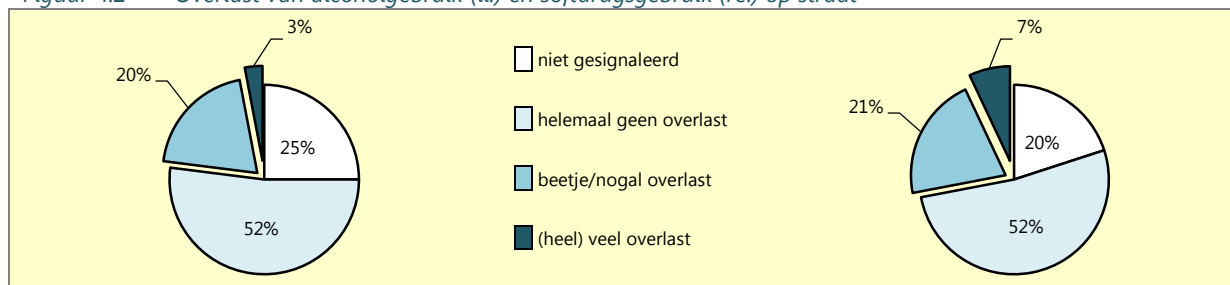 3%
20%
25%
52%
niet gesignaleerd
helemaal geen overlast
beetje/nogal overlast
(heel) veel overlast
7%
21%
20%
52%